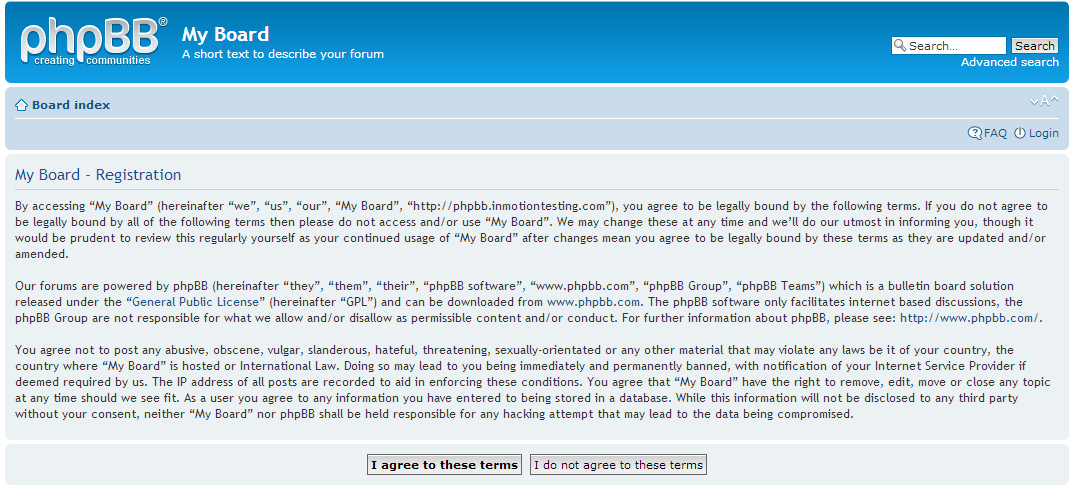 phpBB®
creating communities
My Board
A short text to describe your forum
Search...
Search
Advanced search
Board index
A
FAQ
Login
My Board - Registration
By accessing “My Board” (hereinafter “we”, “us”, “our”, “My Board”, “http://phpbb.inmotiontesting.com”), you agree to be legally bound by the following terms. If you do not agree to
be legally bound by all of the following terms then please do not access and/or use “My Board”. We may change these at any time and we’ll do our utmost in informing you, though it
would be prudent to review this regularly yourself as your continued usage of “My Board” after changes mean you agree to be legally bound by these terms as they are updated and/or
amended.
Our forums are powered by phpBB (hereinafter “they”, “them”, “their”, “phpBB software”, “www.phpbb.com”, “phpBB Group”, “phpBB Teams”) which is a bulletin board solution
released under the “General Public License” (hereinafter “GPL”) and can be downloaded from www.phpbb.com. The phpBB software only facilitates internet based discussions, the
phpBB Group are not responsible for what we allow and/or disallow as permissible content and/or conduct. For further information about phpBB, please see: http://www.phpbb.com/.
You agree not to post any abusive, obscene, vulgar, slanderous, hateful, threatening, sexually-orientated or any other material that may violate any laws be it of your country, the
country where “My Board” is hosted or International Law. Doing so may lead to you being immediately and permanently banned, with notification of your Internet Service Provider if
deemed required by us. The IP address of all posts are recorded to aid in enforcing these conditions. You agree that “My Board” have the right to remove, edit, move or close any topic
at any time should we see fit. As a user you agree to any information you have entered to being stored in a database. While this information will not be disclosed to any third party
without your consent, neither “My Board” nor phpBB shall be held responsible for any hacking attempt that may lead to the data being compromised.
I agree to these terms
I do not agree to these terms